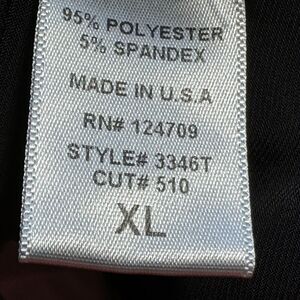 95% POLYESTER
5% SPANDEX
MADE IN U.S.A
RN# 124709
STYLE# 3346T
CUT# 510
XL